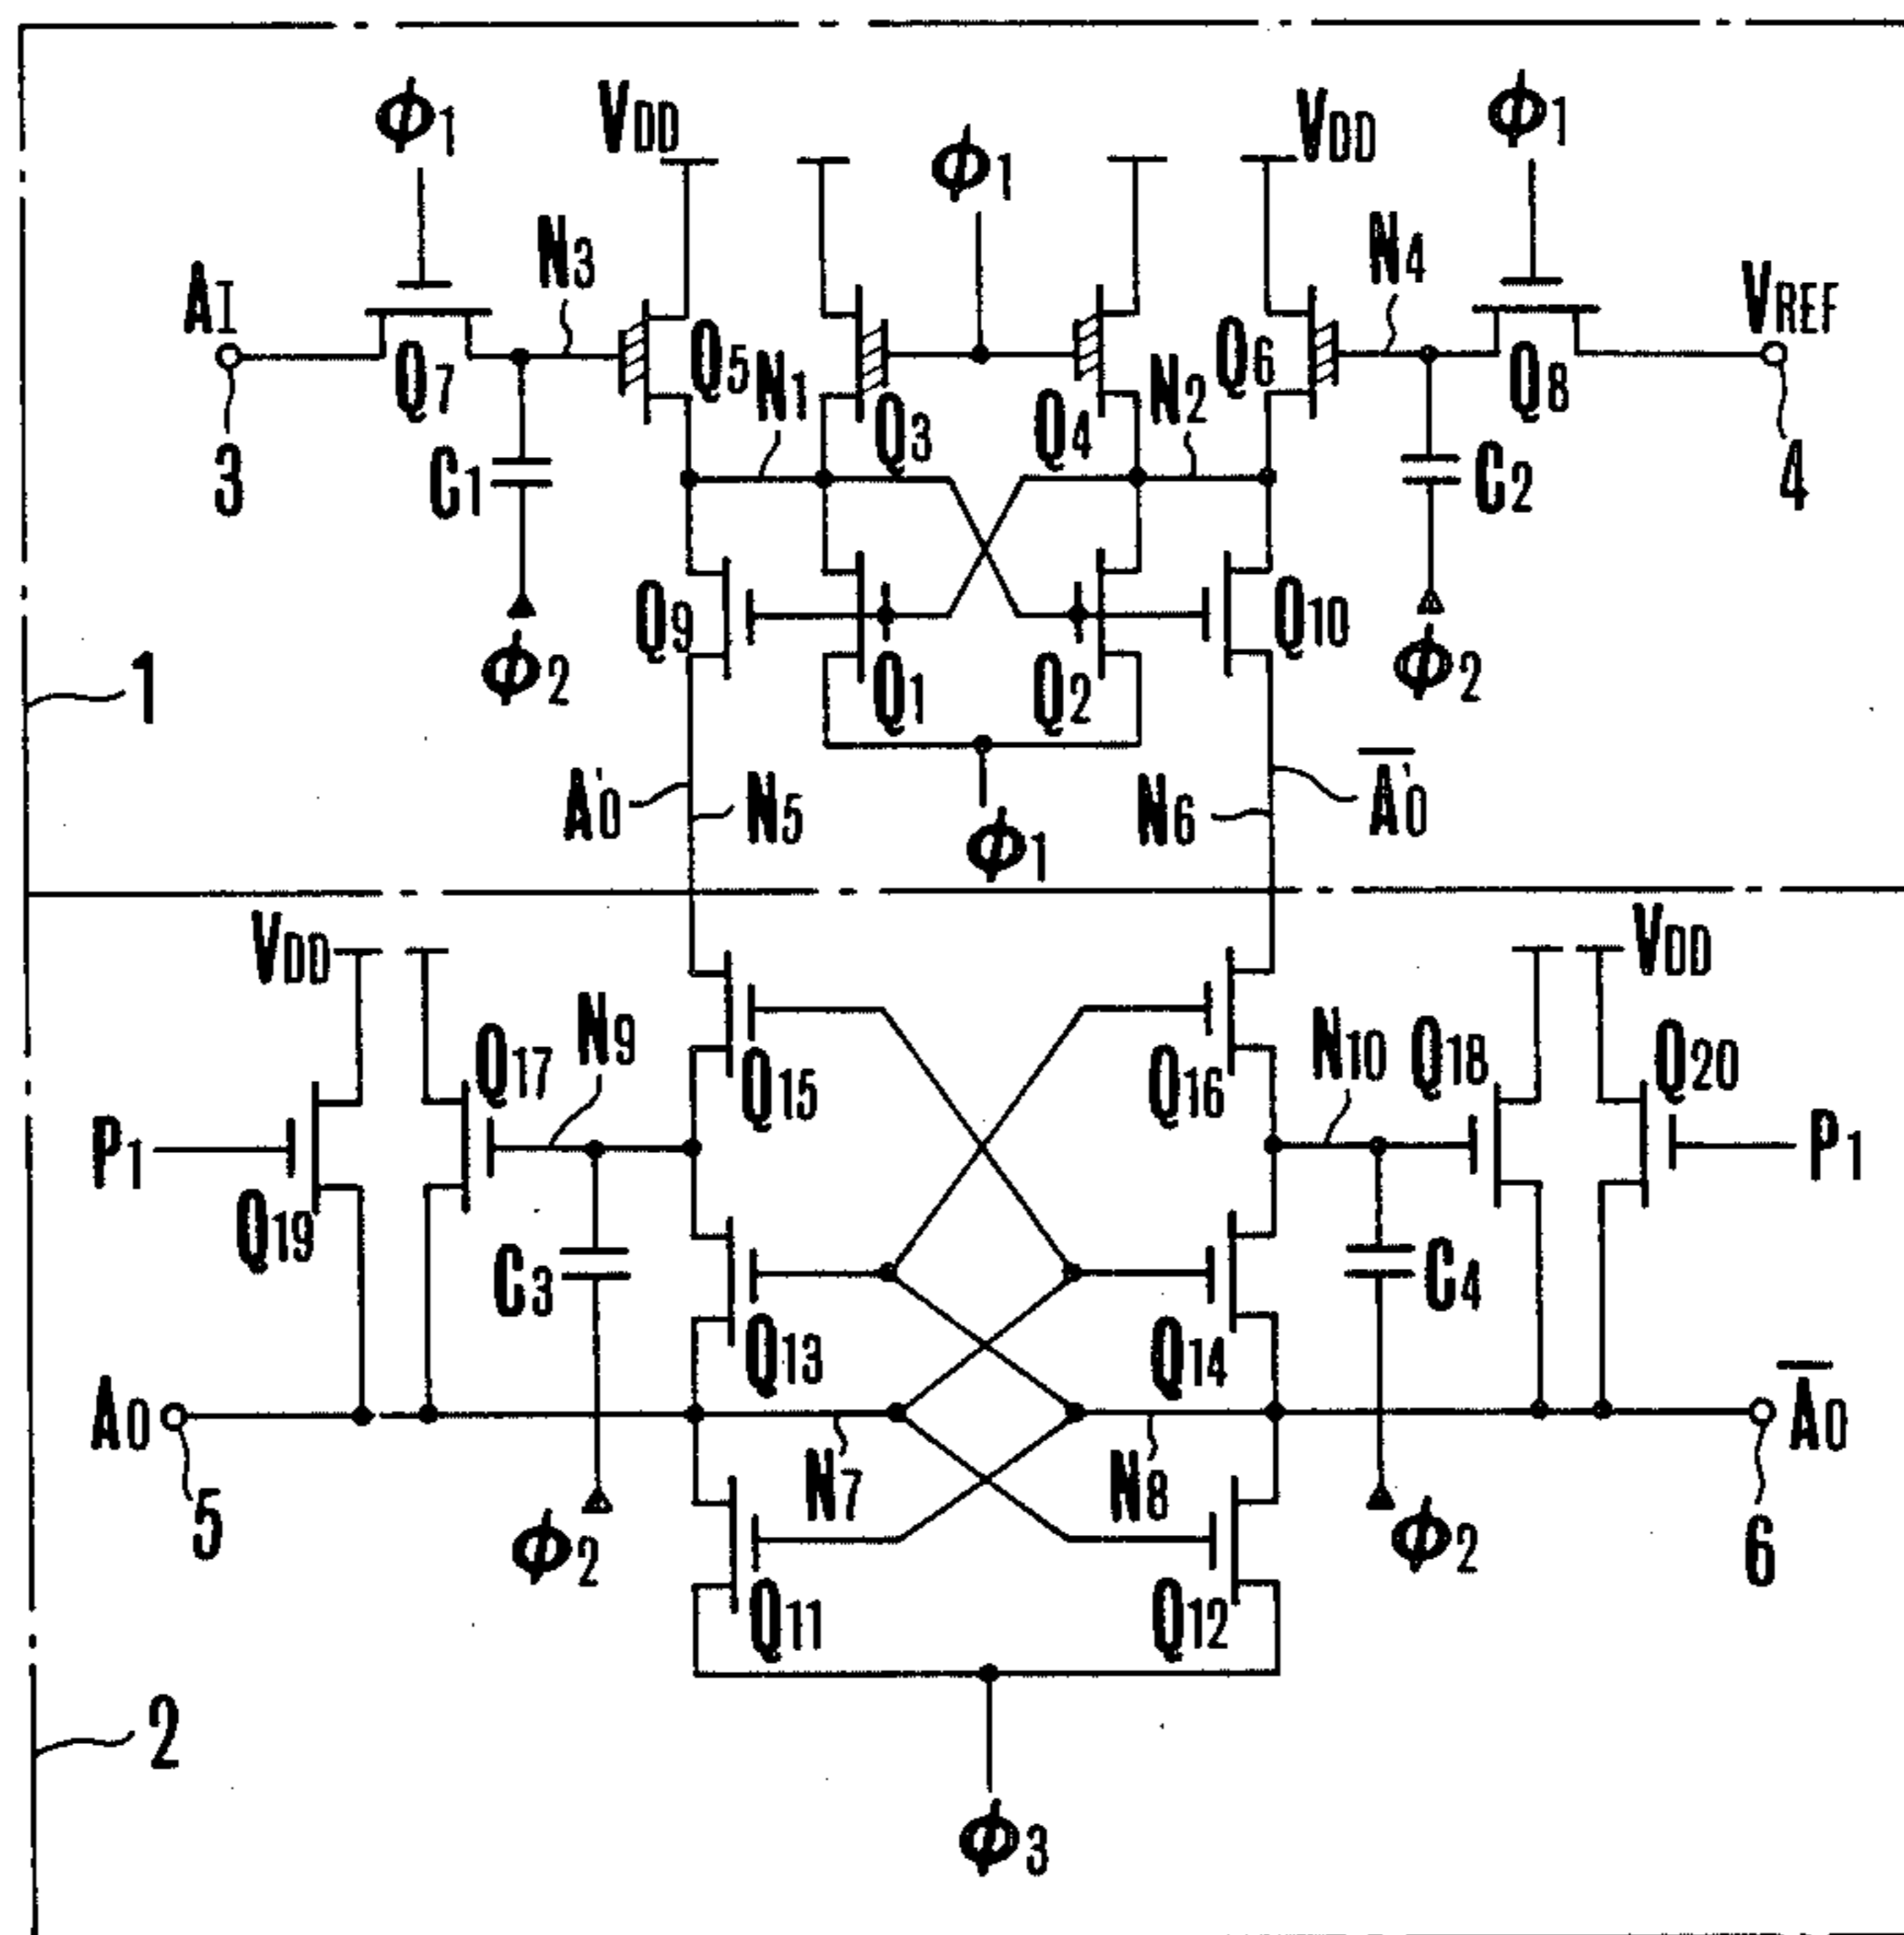 ϕ1 VDD ϕ1 VDD ϕ1
AI N3 N4 VREF
Q7 Q5 N1 Q3 Q4 N2 Q6 Q8
3 C1 C2 4
Q9 Q1 Q2 Q10
ϕ2 ϕ2
1
A'0 N5 N6 A̅'0
ϕ1
VDD VDD
Q17 N9 Q15 Q16 N10 Q18 Q20
P1 P1
Q19 C3 Q13 Q14 C4
A0 A̅0
5 N7 N8 6
ϕ2 ϕ2
Q11 Q12
2
ϕ3